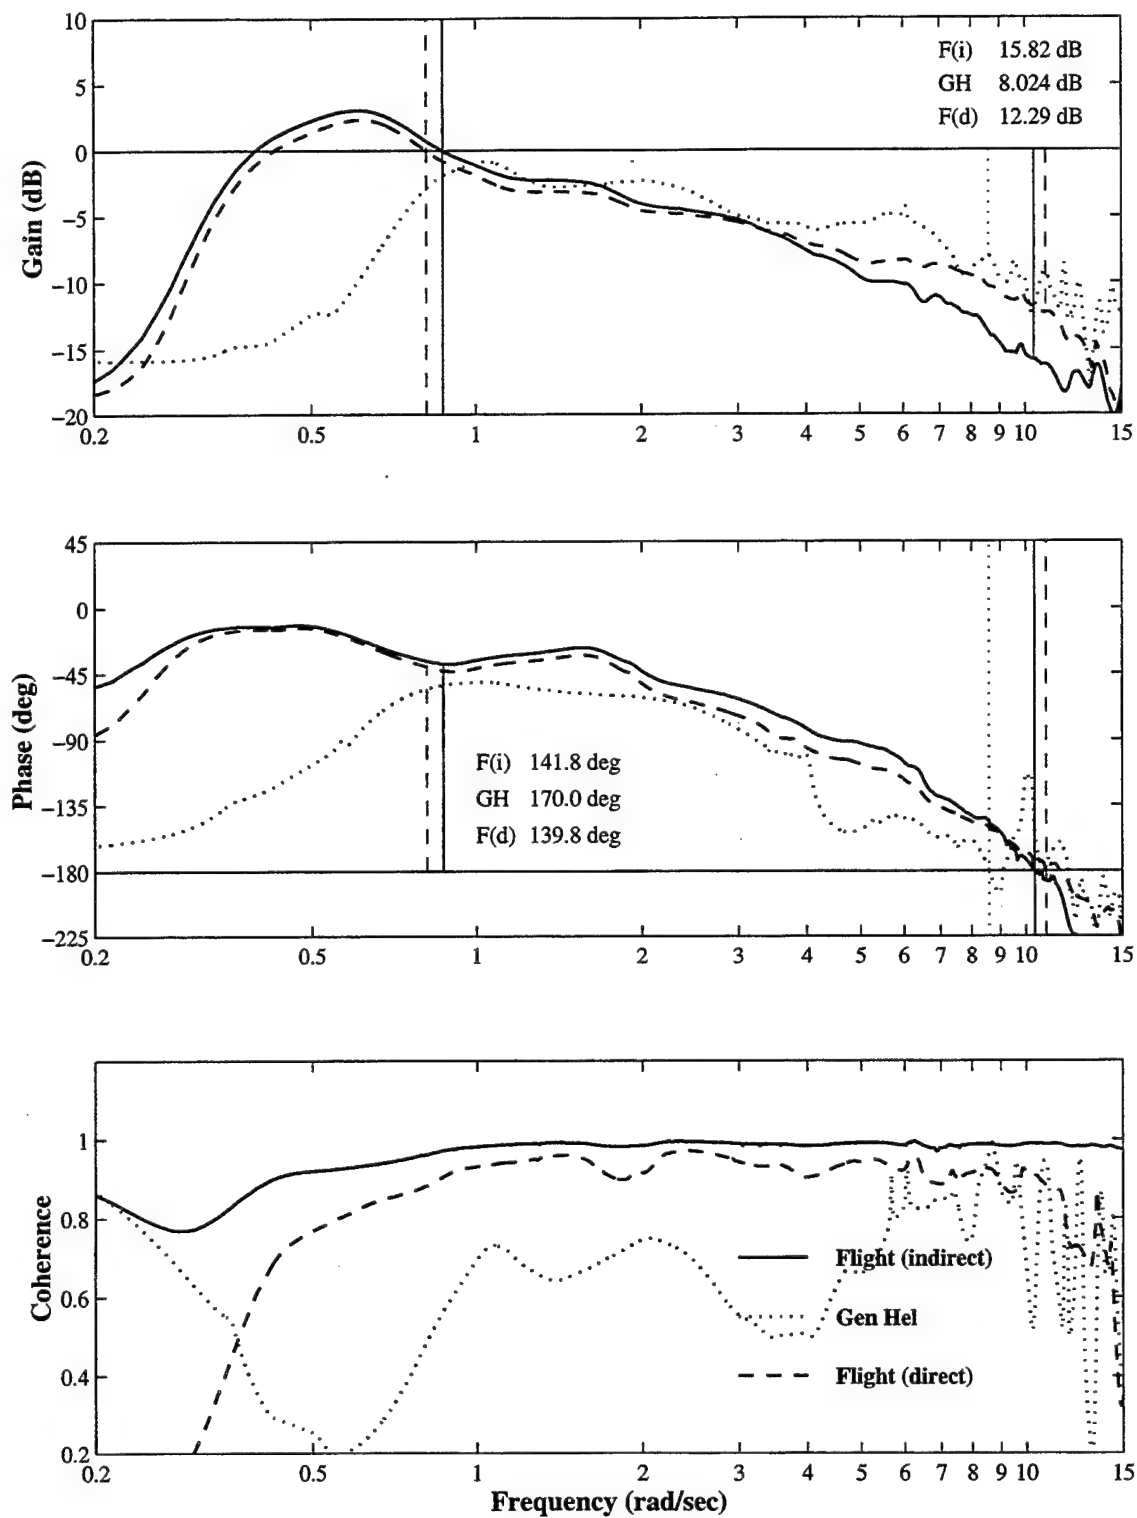 10
5
0
−5
−10
−15
−20
Gain (dB)
F(i) 15.82 dB
GH 8.024 dB
F(d) 12.29 dB
0.2 0.5 1 2 3 4 5 6 7 8 9 10 15
45
0
−45
−90
−135
−180
−225
Phase (deg)
F(i) 141.8 deg
GH 170.0 deg
F(d) 139.8 deg
0.2 0.5 1 2 3 4 5 6 7 8 9 10 15
1
0.8
0.6
0.4
0.2
Coherence
Flight (indirect)
Gen Hel
Flight (direct)
0.2 0.5 1 2 3 4 5 6 7 8 9 10 15
Frequency (rad/sec)